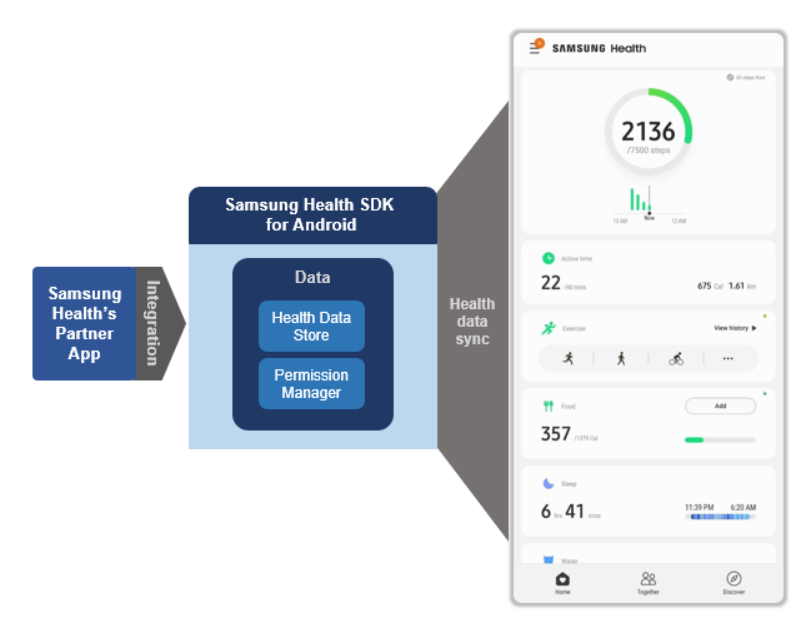 Samsung
Health's
Partner
App
Integration
Samsung Health SDK
for Android
Data
Health Data
Store
Permission
Manager
Health
data
sync
SAMSUNG Health
All steps
2136
/7500 steps
12 AM
Now
12 AM
Active time
22 /60 mins
675 Cal 1.61 km
Exercise
View history
Food
Add
357 /1379 Cal
Sleep
6 hrs 41 mins
11:39 PM 6:20 AM
Water
Home
Together
Discover